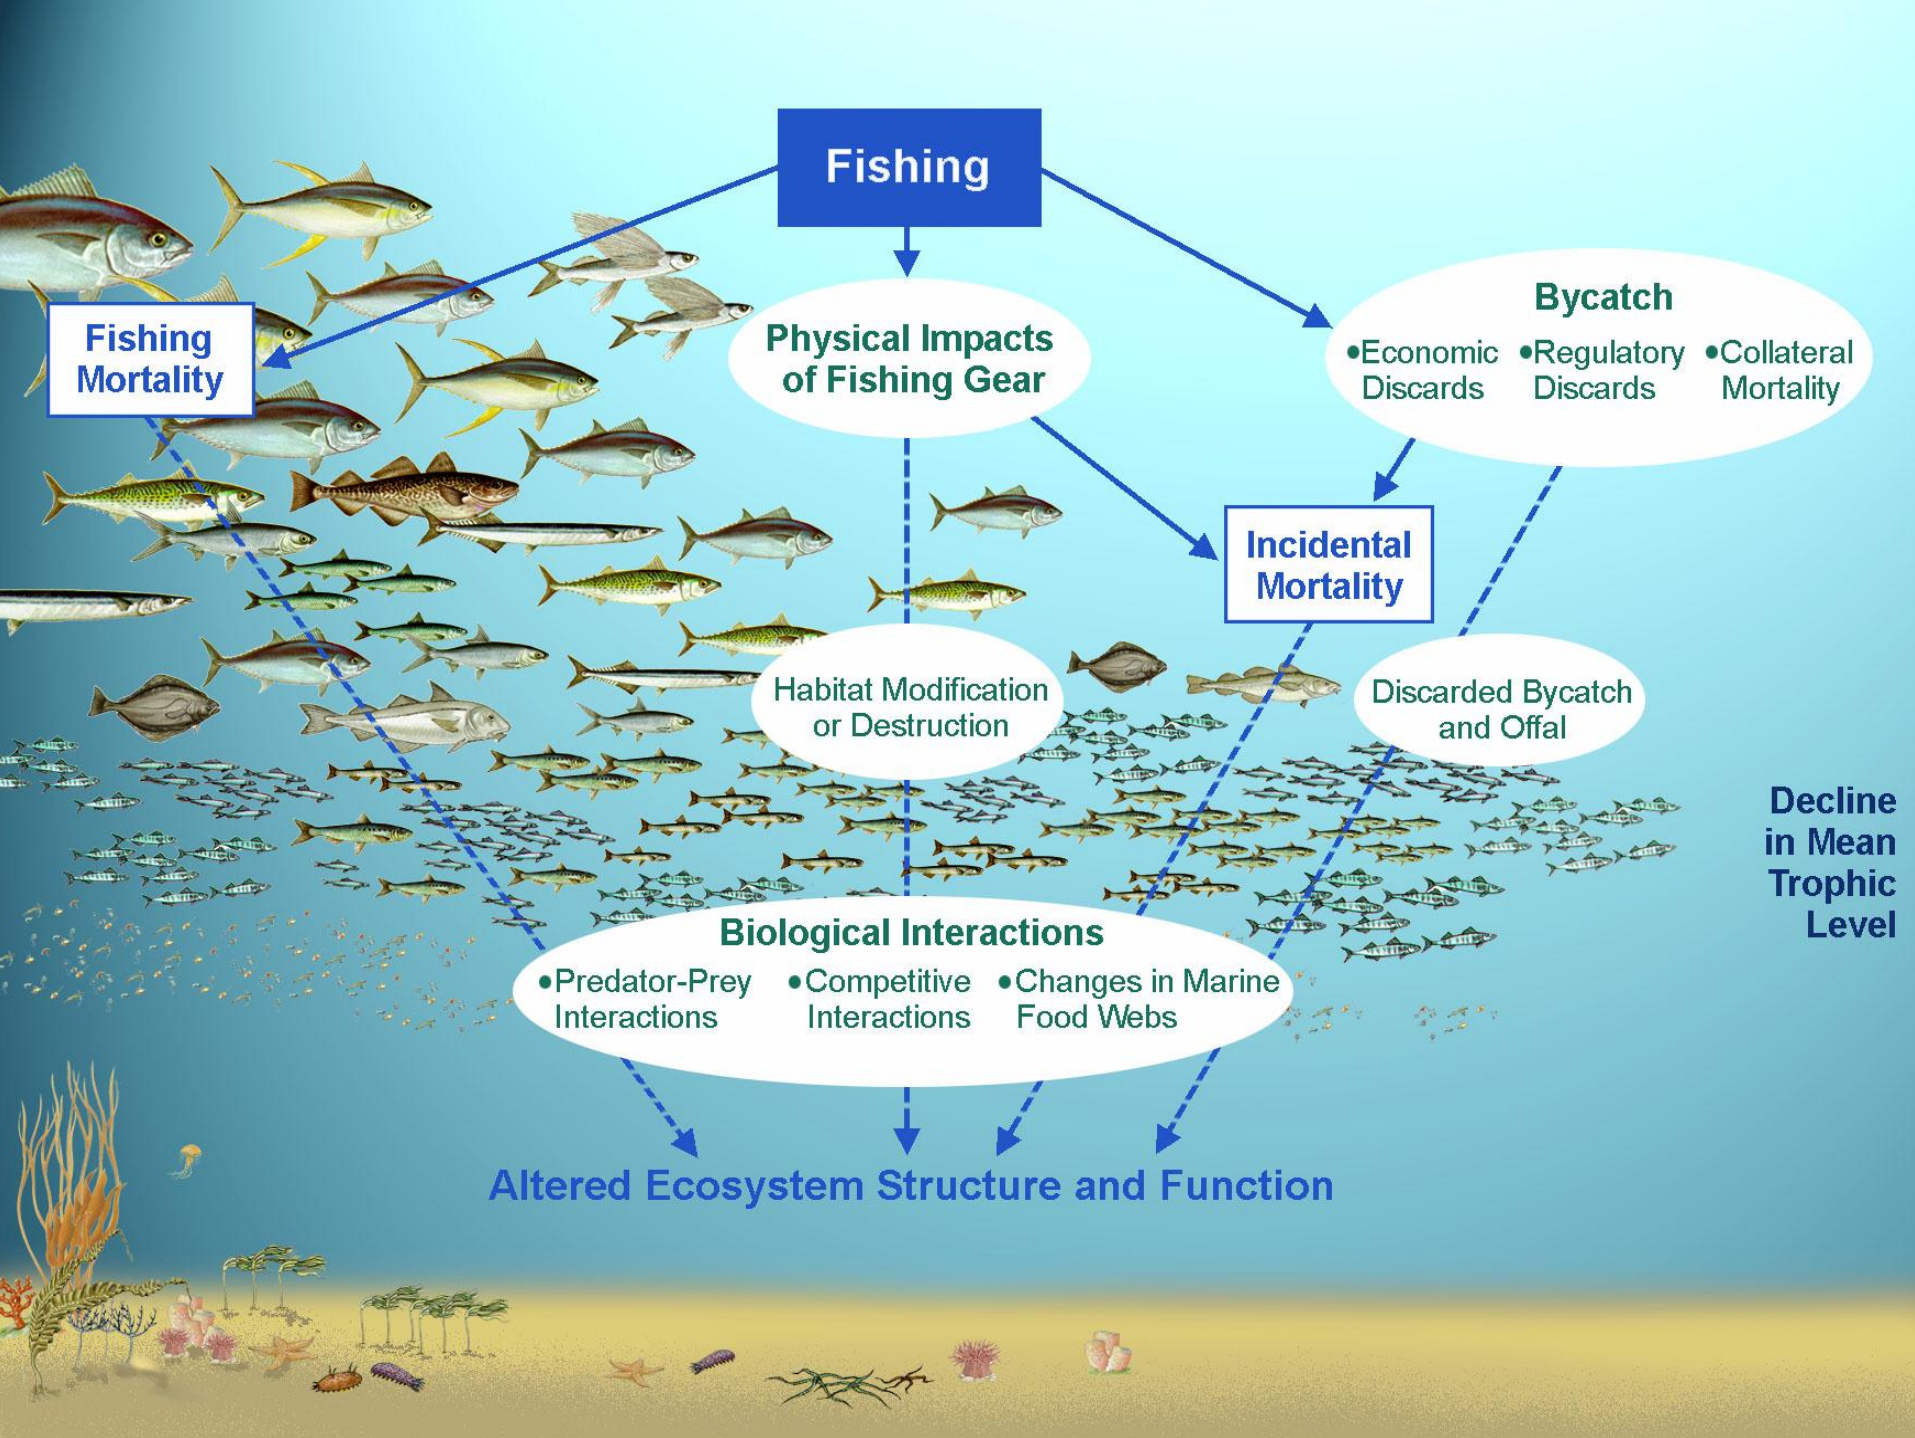 Fishing
Fishing
Mortality
Physical Impacts
of Fishing Gear
Bycatch
•Economic
Discards
•Regulatory
Discards
•Collateral
Mortality
Incidental
Mortality
Habitat Modification
or Destruction
Discarded Bycatch
and Offal
Decline
in Mean
Trophic
Level
Biological Interactions
•Predator-Prey
Interactions
•Competitive
Interactions
•Changes in Marine
Food Webs
Altered Ecosystem Structure and Function